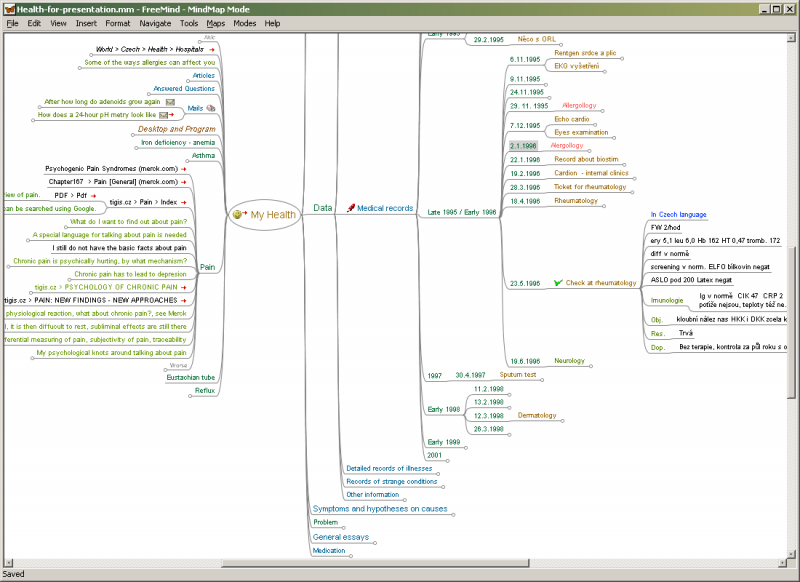 Health-for-presentation.mm - FreeMind - MindMap Mode
File Edit View Insert Format Navigate Tools Maps Modes Help
World > Czech > Health > Hospitals
Some of the ways allergies can affect you
Articles
Answered Questions
After how long do adenoids grow again
How does a 24-hour pH metry look like
Mails
Desktop and Program
Iron deficiency - anemia
Asthma
Psychogenic Pain Syndromes (merck.com)
Chapter167 > Pain [General] (merck.com)
view of pain.
PDF > Pdf
can be searched using Google.
tigis.cz > Pain > Index
What do I want to find out about pain?
A special language for talking about pain is needed
I still do not have the basic facts about pain
Chronic pain is psychically hurting, by what mechanism?
Chronic pain has to lead to depresion
tigis.cz > PSYCHOLOGY OF CHRONIC PAIN
tigis.cz > PAIN: NEW FINDINGS - NEW APPROACHES
physiological reaction, what about chronic pain?, see Merck
, it is then difficult to rest, subliminal effects are still there
ferential measuring of pain, subjectivity of pain, traceability
My psychological knots around talking about pain
Pain
Worse
Eustachian tube
Reflux
My Health
Data
Medical records
Early 1995
29.2.1995 Něco s ORL
Late 1995 / Early 1996
6.11.1995
Rentgen srdce a plic
EKG vyšetření
9.11.1995
24.11.1995
29. 11. 1995 Allergollogy
7.12.1995
Echo cardio
Eyes examination
2.1.1996 Alergology
22.1.1996 Record about biostim
19.2.1996 Cardion - internal clinics
28.3.1996 Ticket for rheumatology
18.4.1996 Rheumatology
23.5.1996 Check at rheumatology
In Czech language
FW 2/hod
ery 5,1 leu 6,0 Hb 162 HT 0,47 tromb. 172
diff v normě
screening v norm. ELFO bílkovin negat
ASLO pod 200 Latex negat
Imunologie
Ig v normě CIK 47 CRP 2
potíže nejsou, teploty též ne.
Obj. kloubní nález nas HKK i DKK zcela k
Res. Trvá
Dop. Bez terapie, kontrola za půl roku s o
19.6.1996 Neurology
1997 30.4.1997 Sputum test
Early 1998
11.2.1998
13.2.1998
12.3.1998 Dermatology
26.3.1998
Early 1999
2001
Detailed records of illnesses
Records of strange conditions
Other information
Symptoms and hypotheses on causes
Problem
General essays
Medication
Saved